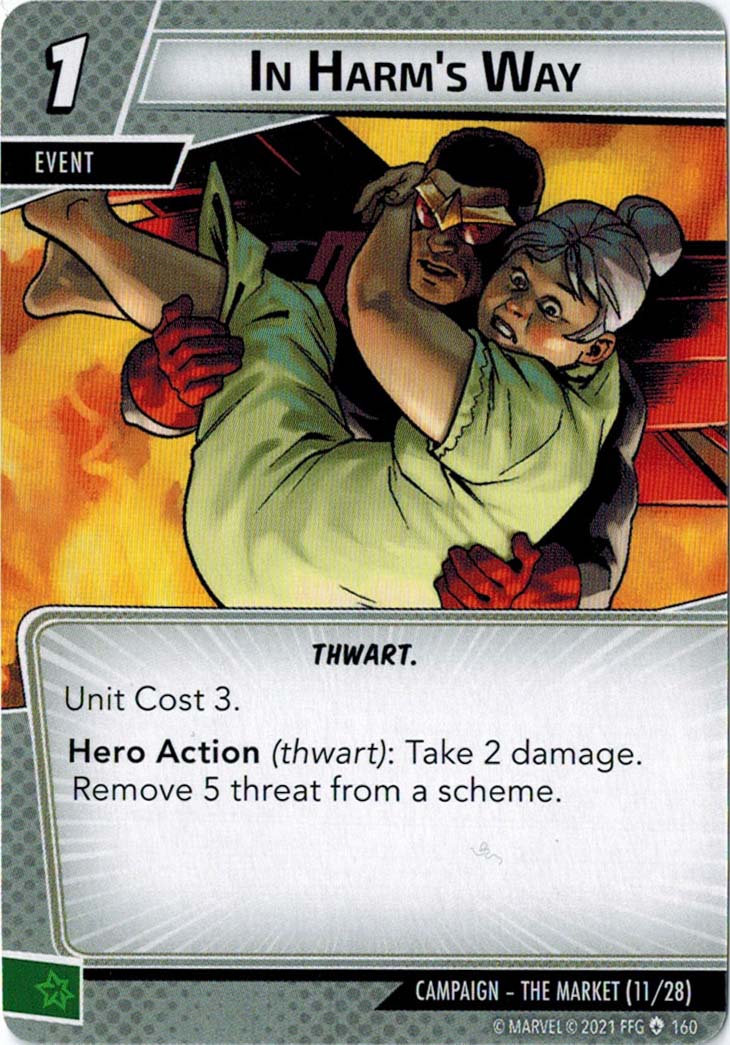 1
IN HARM'S WAY
EVENT
THWART.
Unit Cost 3.
Hero Action (thwart): Take 2 damage.
Remove 5 threat from a scheme.
CAMPAIGN – THE MARKET (11/28)
© MARVEL © 2021 FFG 160